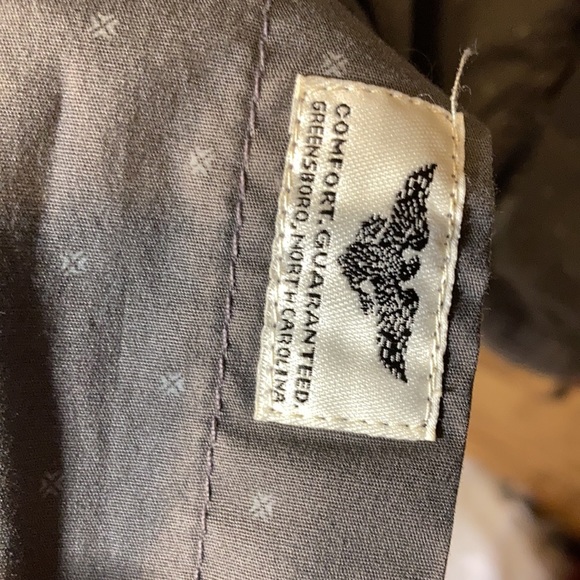 COMFORT. GUARANTEED.
GREENSBORO, NORTH CAROLINA